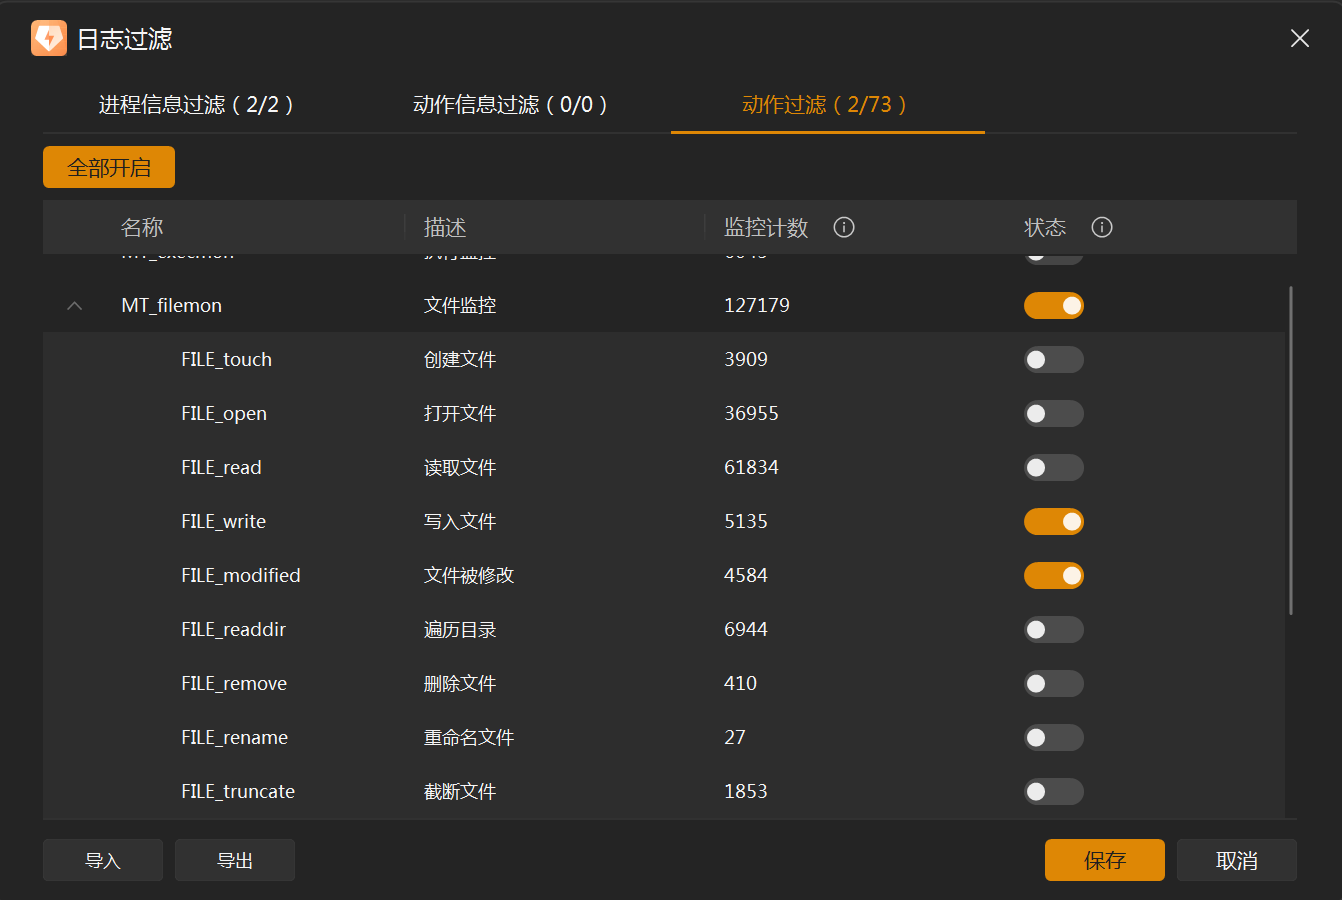 日志过滤
进程信息过滤（2/2） 动作信息过滤（0/0） 动作过滤（2/73）
全部开启
名称 描述 监控计数 状态
MT_filemon 文件监控 127179
FILE_touch 创建文件 3909
FILE_open 打开文件 36955
FILE_read 读取文件 61834
FILE_write 写入文件 5135
FILE_modified 文件被修改 4584
FILE_readdir 遍历目录 6944
FILE_remove 删除文件 410
FILE_rename 重命名文件 27
FILE_truncate 截断文件 1853
导入 导出 保存 取消